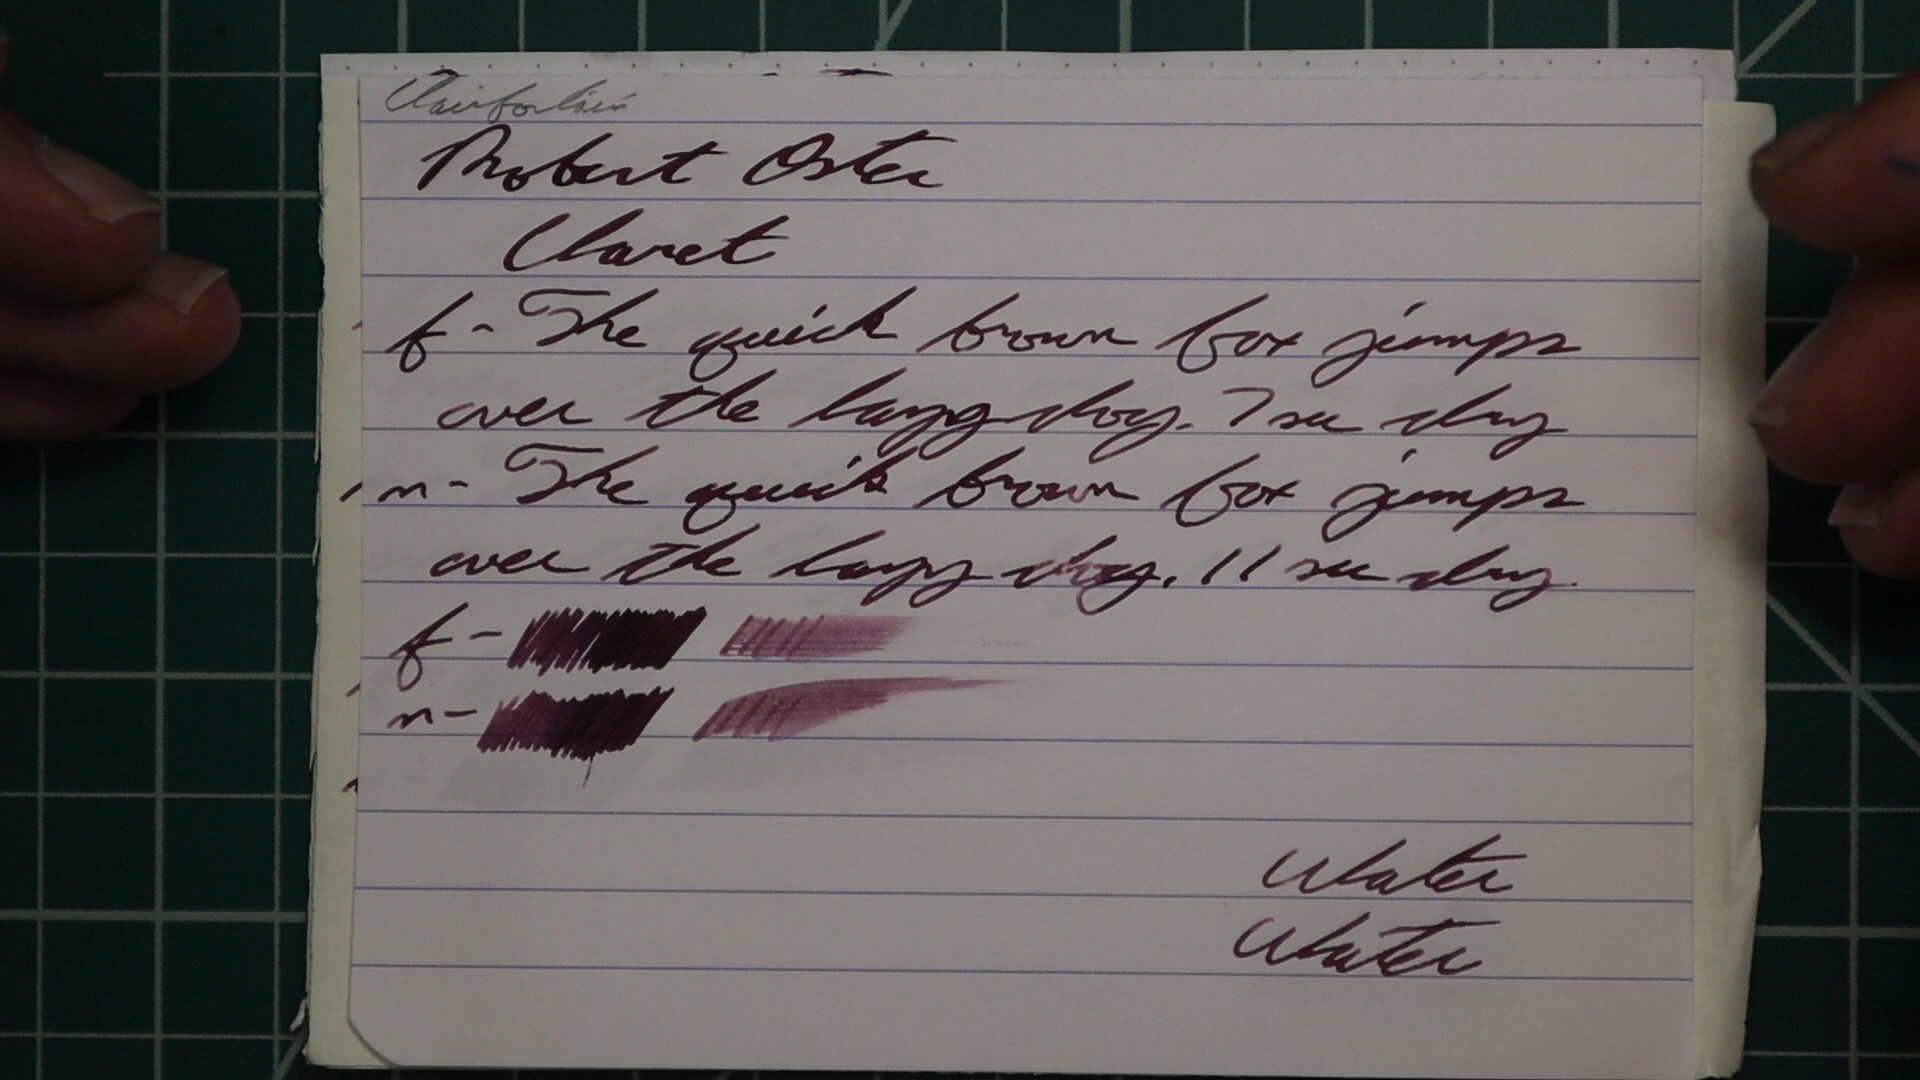 Clairfontaine
Robert Oster
Claret
f - The quick brown fox jumps
over the lazy dog. 7 sec dry
m - The quick brown fox jumps
over the lazy dog. 11 sec dry
f -
m -
Water
Water